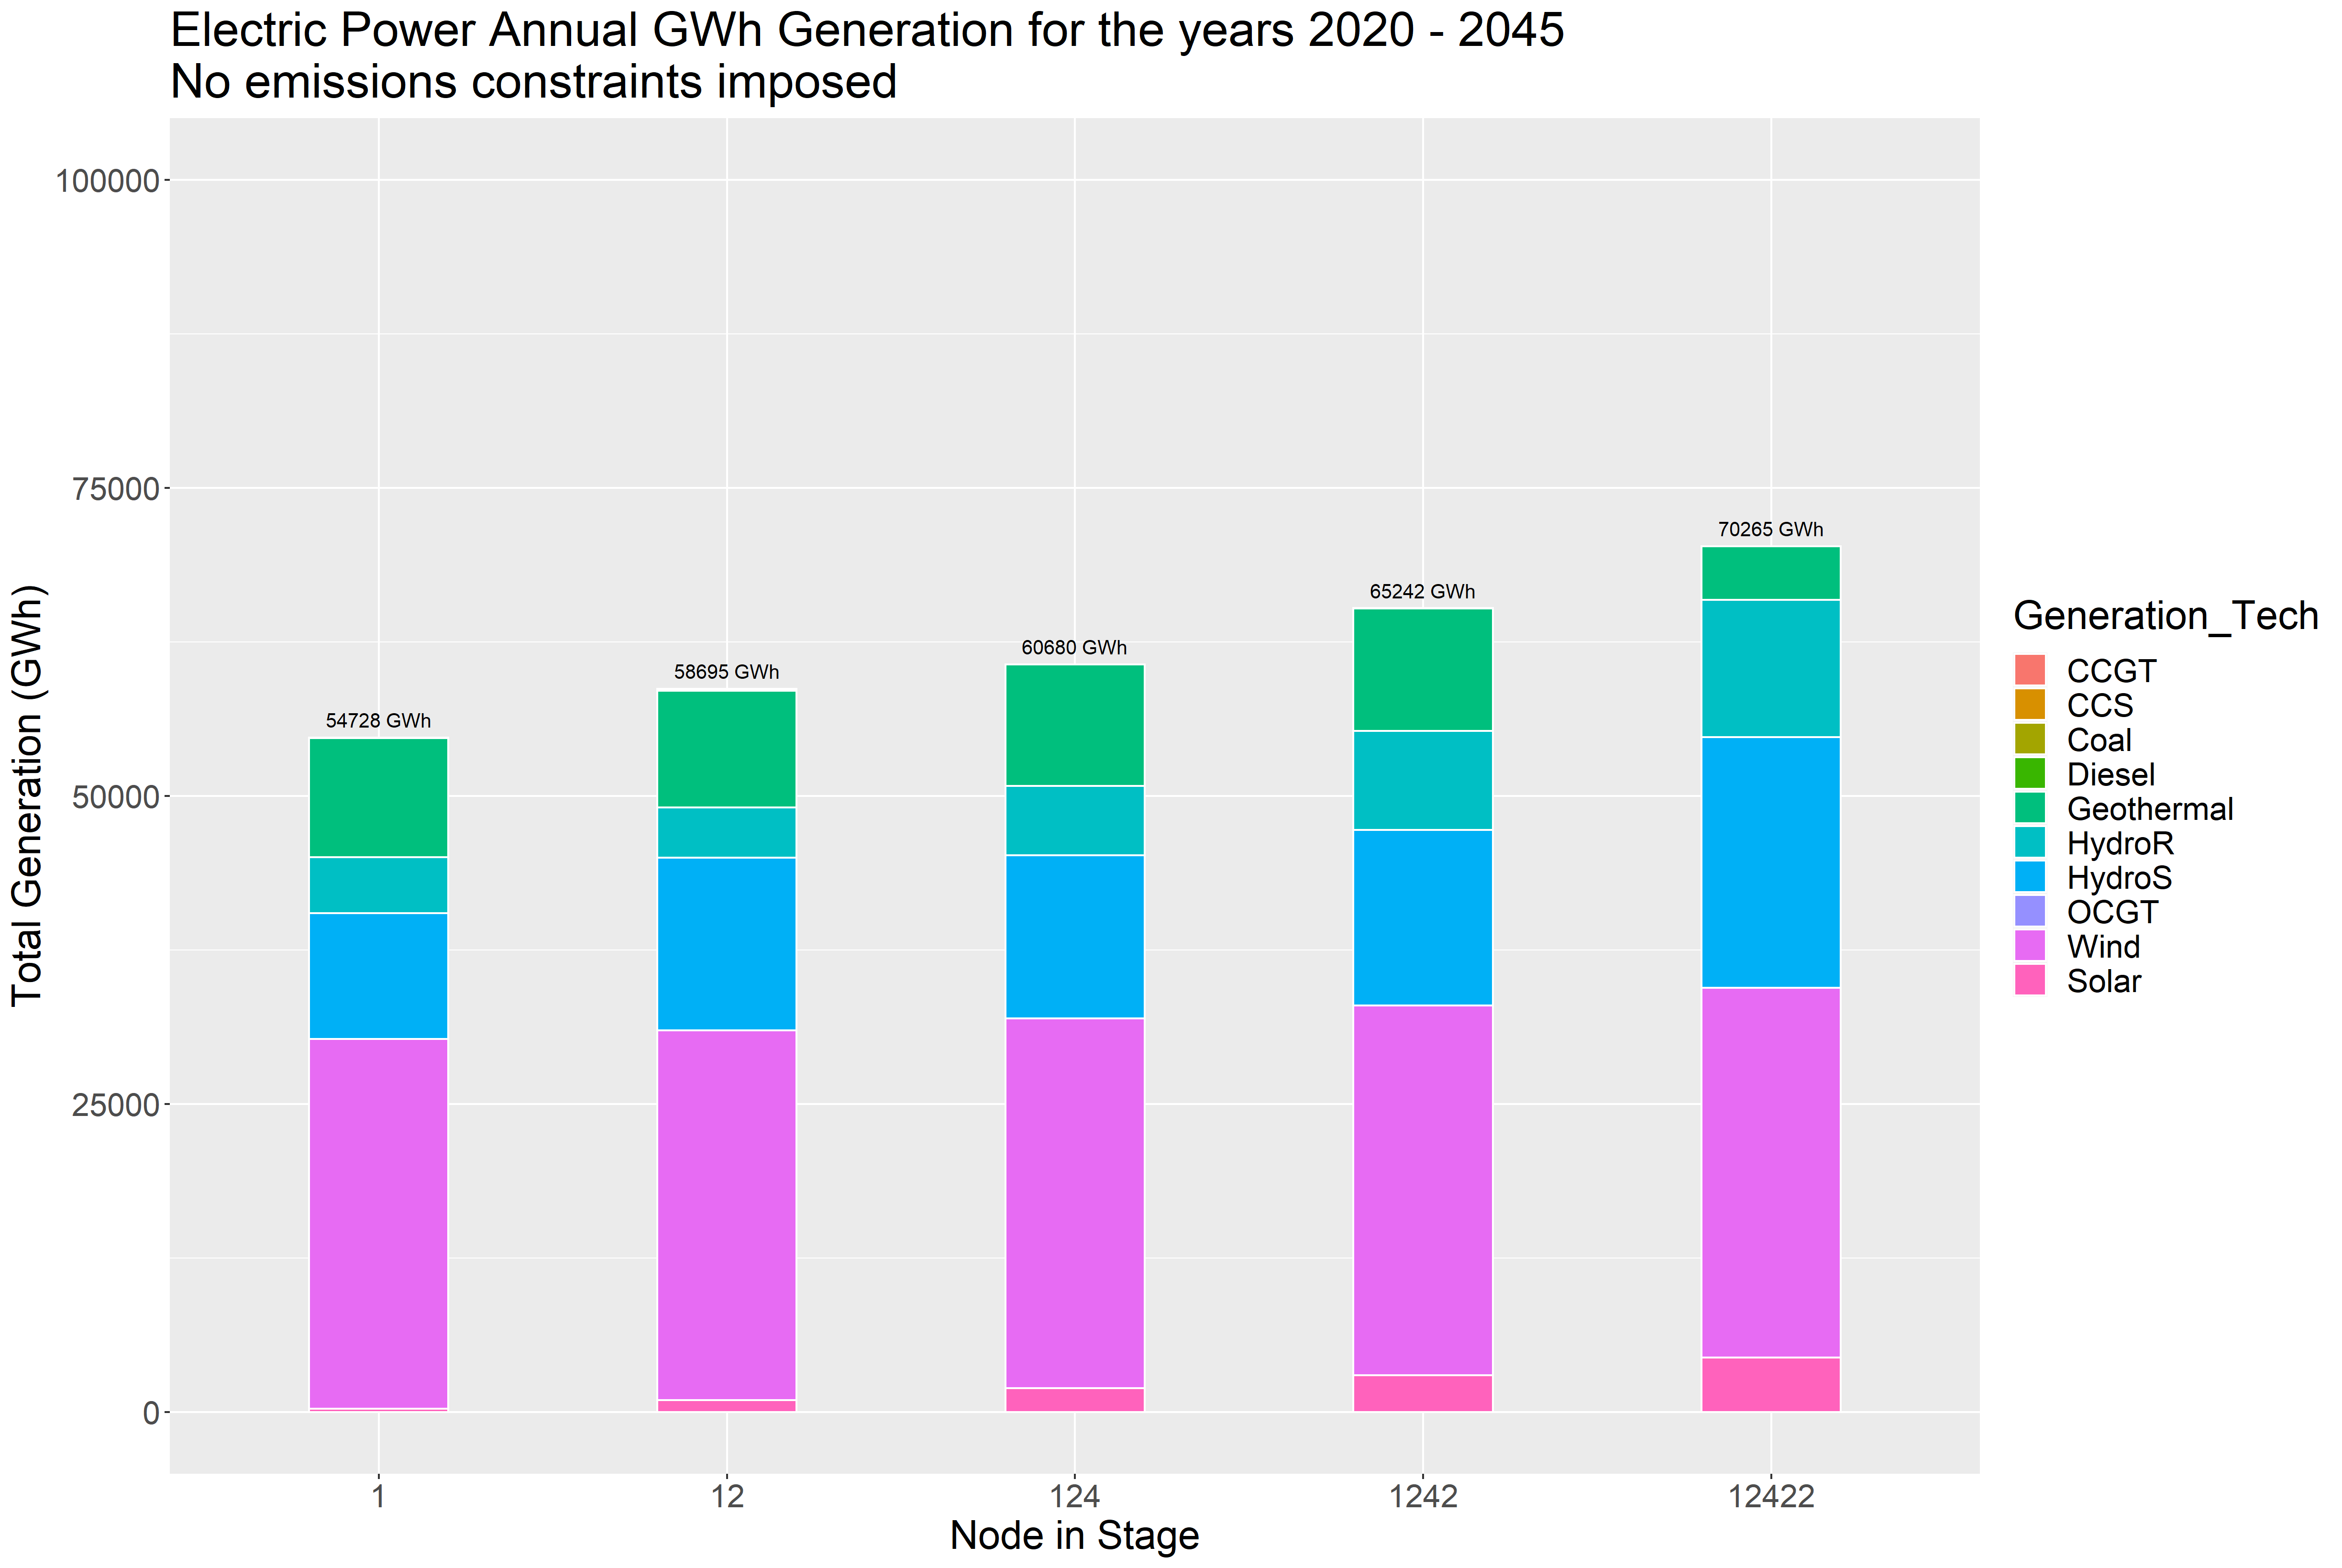 Electric Power Annual GWh Generation for the years 2020 - 2045
No emissions constraints imposed
Total Generation (GWh)
100000
75000
50000
25000
0
54728 GWh
58695 GWh
60680 GWh
65242 GWh
70265 GWh
1
12
124
1242
12422
Node in Stage
Generation_Tech
CCGT
CCS
Coal
Diesel
Geothermal
HydroR
HydroS
OCGT
Wind
Solar